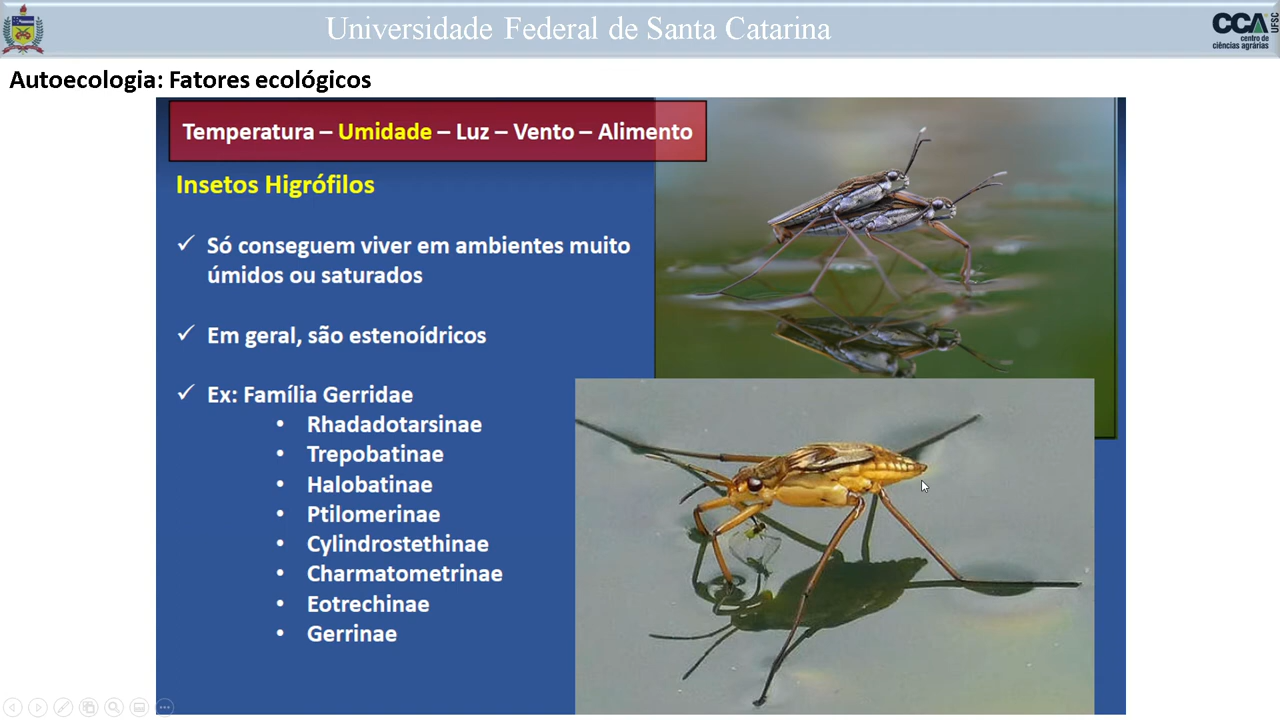 Universidade Federal de Santa Catarina
CCA
UFSC
centro de
ciências agrárias
Autoecologia: Fatores ecológicos
Temperatura – Umidade – Luz – Vento – Alimento
Insetos Higrófilos
✓ Só conseguem viver em ambientes muito
úmidos ou saturados
✓ Em geral, são estenoídricos
✓ Ex: Família Gerridae
• Rhadadotarsinae
• Trepobatinae
• Halobatinae
• Ptilomerinae
• Cylindrostethinae
• Charmatometrinae
• Eotrechinae
• Gerrinae